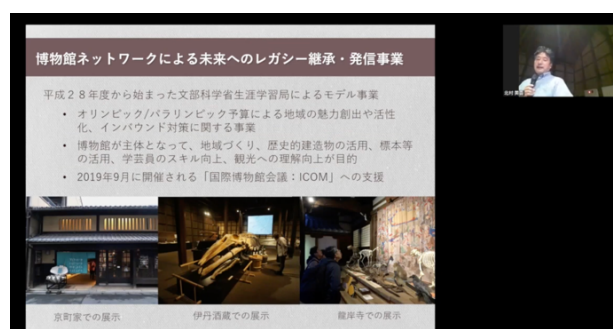 博物館ネットワークによる未来へのレガシー継承・発信事業
平成２８年度から始まった文部科学省生涯学習局によるモデル事業
• オリンピック/パラリンピック予算による地域の魅力創出や活性
化、インバウンド対策に関する事業
• 博物館が主体となって、地域づくり、歴史的建造物の活用、標本等
の活用、学芸員のスキル向上、観光への理解向上が目的
• 2019年9月に開催される「国際博物館会議：ICOM」への支援
京町家での展示
伊丹酒蔵での展示
龍岸寺での展示